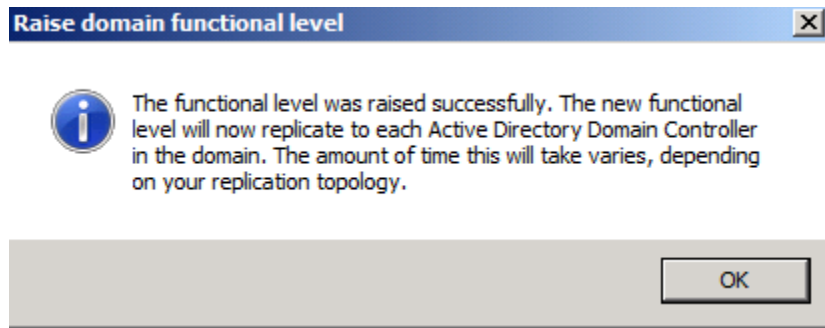 Raise domain functional level
The functional level was raised successfully. The new functional
level will now replicate to each Active Directory Domain Controller
in the domain. The amount of time this will take varies, depending
on your replication topology.
OK